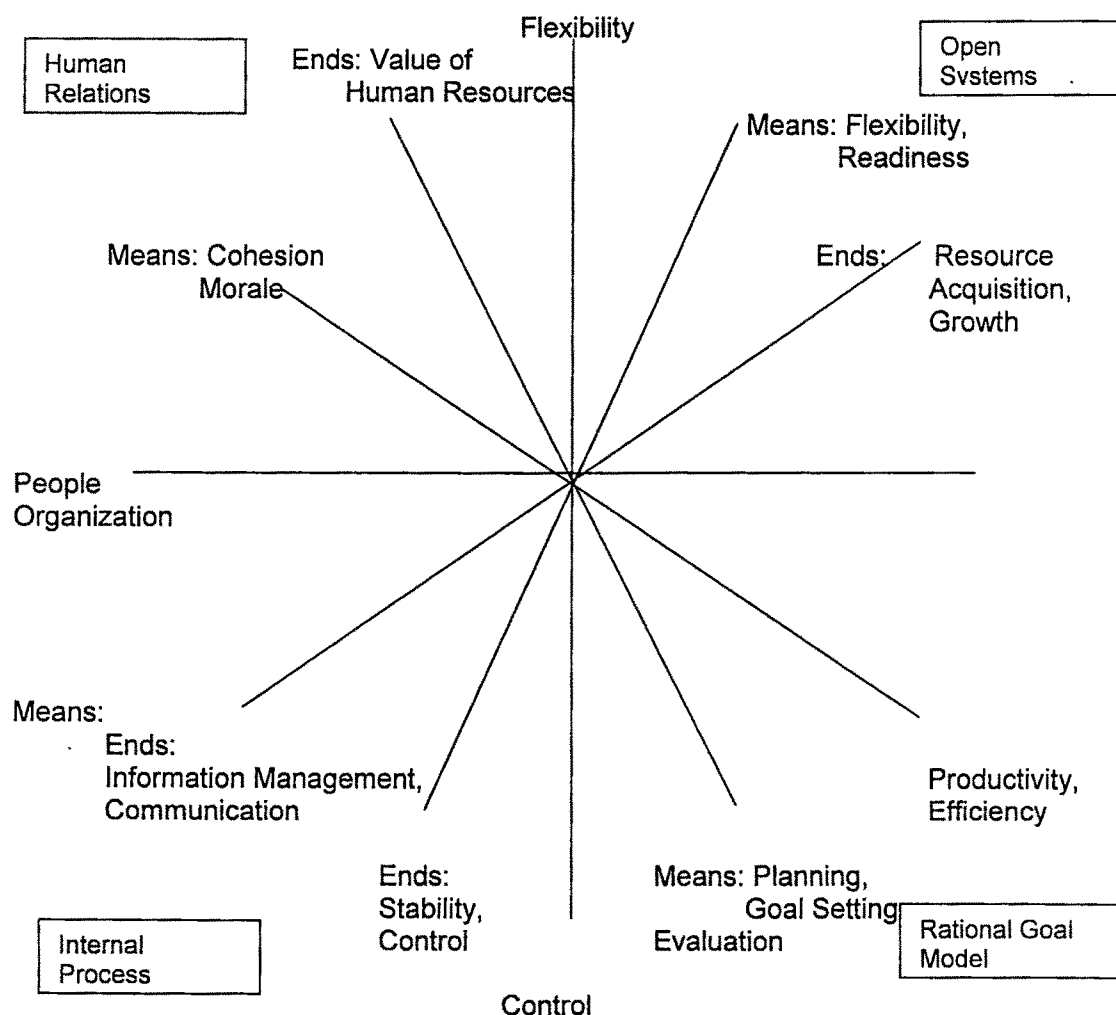 Flexibility
Human
Relations
Ends: Value of
Human Resources
Open
Svstems
Means: Flexibility,
Readiness
Means: Cohesion
Morale
Ends: Resource
Acquisition,
Growth
People
Organization
Means:
Ends:
Information Management,
Communication
Productivity,
Efficiency
Ends:
Stability,
Control
Means: Planning,
Goal Setting
Evaluation
Internal
Process
Rational Goal
Model
Control